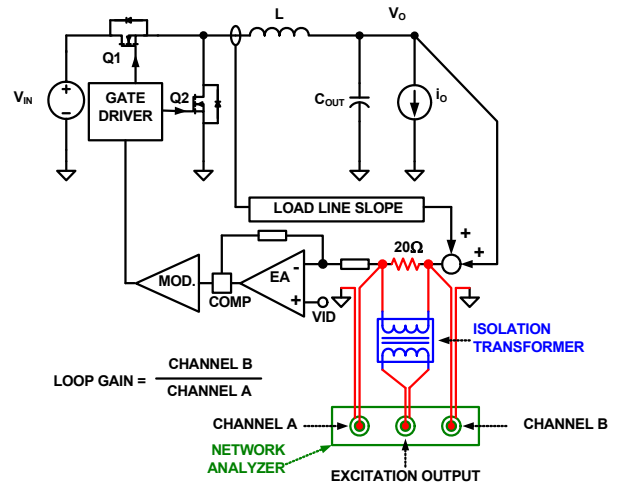 L
VO
Q1
VIN
+
−
GATE
DRIVER
Q2
COUT
iO
LOAD LINE SLOPE
+
+
20Ω
MOD.
COMP
EA
-
+
VID
ISOLATION
TRANSFORMER
LOOP GAIN = CHANNEL B
CHANNEL A
CHANNEL A
CHANNEL B
NETWORK
ANALYZER
EXCITATION OUTPUT